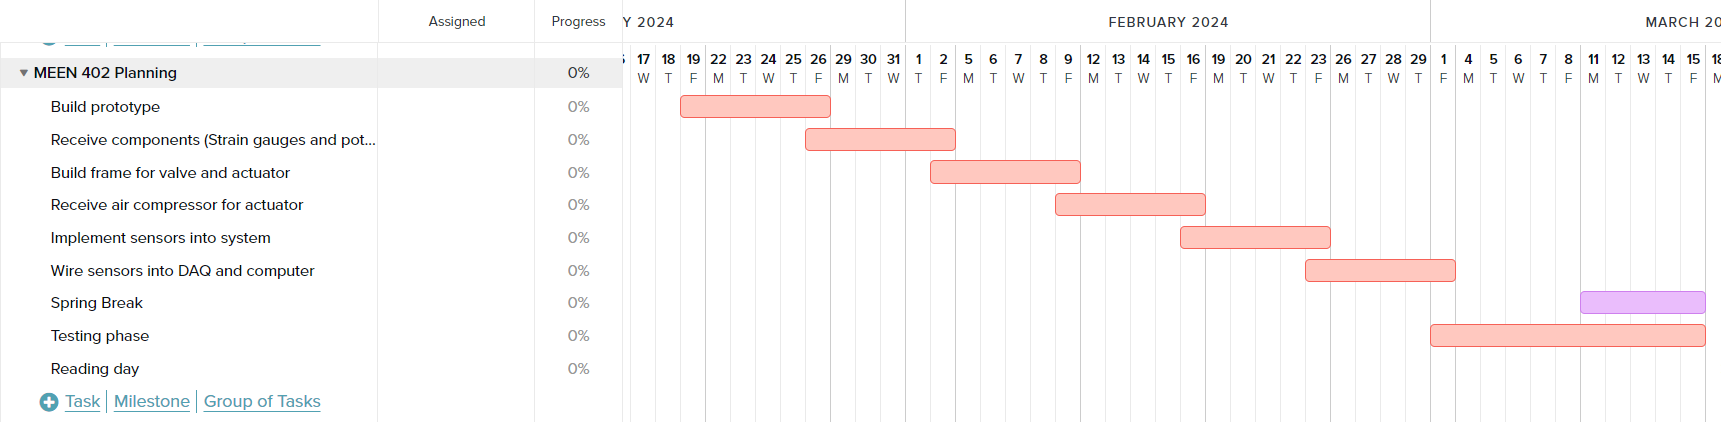 Assigned Progress Y 2024 FEBRUARY 2024 MARCH 20
17 18 19 22 23 24 25 26 29 30 31 1 2 5 6 7 8 9 12 13 14 15 16 19 20 21 22 23 26 27 28 29 1 4 5 6 7 8 11 12 13 14 15 18
W T F M T W T F M T W T F M T W T F M T W T F M T W T F M T W T F M T W T F M T W T F M
MEEN 402 Planning 0%
Build prototype 0%
Receive components (Strain gauges and pot... 0%
Build frame for valve and actuator 0%
Receive air compressor for actuator 0%
Implement sensors into system 0%
Wire sensors into DAQ and computer 0%
Spring Break 0%
Testing phase 0%
Reading day 0%
Task | Milestone | Group of Tasks